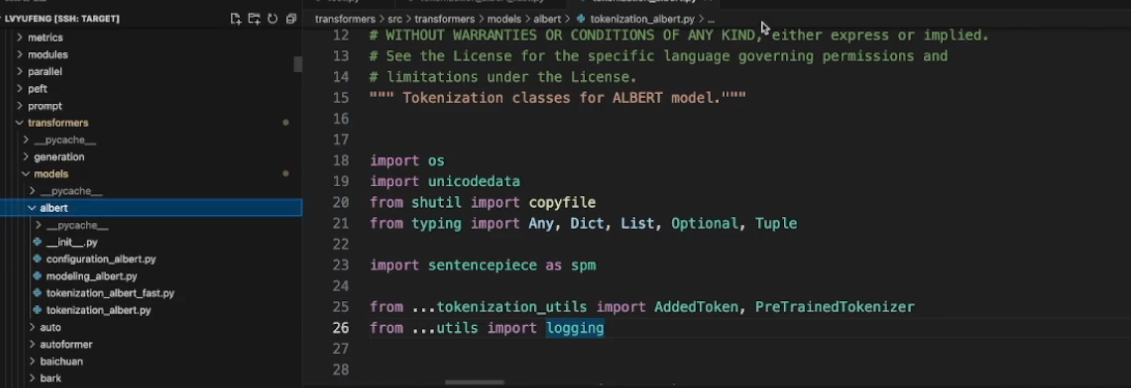 LVYUFENG [SSH: TARGET]
metrics
modules
parallel
peft
prompt
transformers
__pycache__
generation
models
__pycache__
albert
__pycache__
__init__.py
configuration_albert.py
modeling_albert.py
tokenization_albert_fast.py
tokenization_albert.py
auto
autoformer
baichuan
bark
transformers > src > transformers > models > albert > tokenization_albert.py > ...
12 # WITHOUT WARRANTIES OR CONDITIONS OF ANY KIND, either express or implied.
13 # See the License for the specific language governing permissions and
14 # limitations under the License.
15 """ Tokenization classes for ALBERT model."""
16
17
18 import os
19 import unicodedata
20 from shutil import copyfile
21 from typing import Any, Dict, List, Optional, Tuple
22
23 import sentencepiece as spm
24
25 from ...tokenization_utils import AddedToken, PreTrainedTokenizer
26 from ...utils import logging
27
28